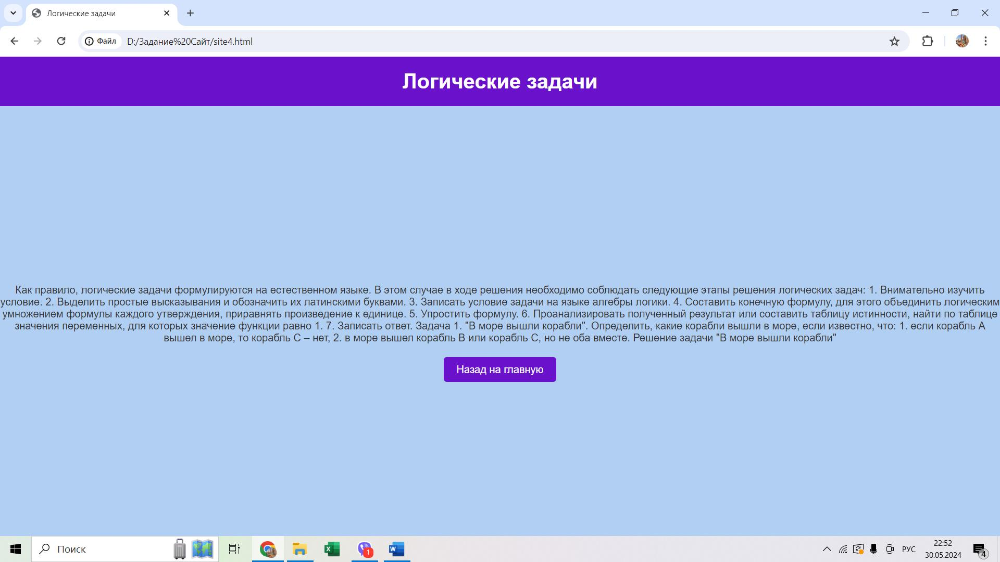 Логические задачи
Файл
D:/Задание%20Сайт/site4.html
Логические задачи
Как правило, логические задачи формулируются на естественном языке. В этом случае в ходе решения необходимо соблюдать следующие этапы решения логических задач: 1. Внимательно изучить
условие. 2. Выделить простые высказывания и обозначить их латинскими буквами. 3. Записать условие задачи на языке алгебры логики. 4. Составить конечную формулу, для этого объединить логическим
умножением формулы каждого утверждения, приравнять произведение к единице. 5. Упростить формулу. 6. Проанализировать полученный результат или составить таблицу истинности, найти по таблице
значения переменных, для которых значение функции равно 1. 7. Записать ответ. Задача 1. "В море вышли корабли". Определить, какие корабли вышли в море, если известно, что: 1. если корабль А
вышел в море, то корабль С – нет, 2. в море вышел корабль В или корабль С, но не оба вместе. Решение задачи "В море вышли корабли"
Назад на главную
Поиск
1
РУС
22:52
30.05.2024
4